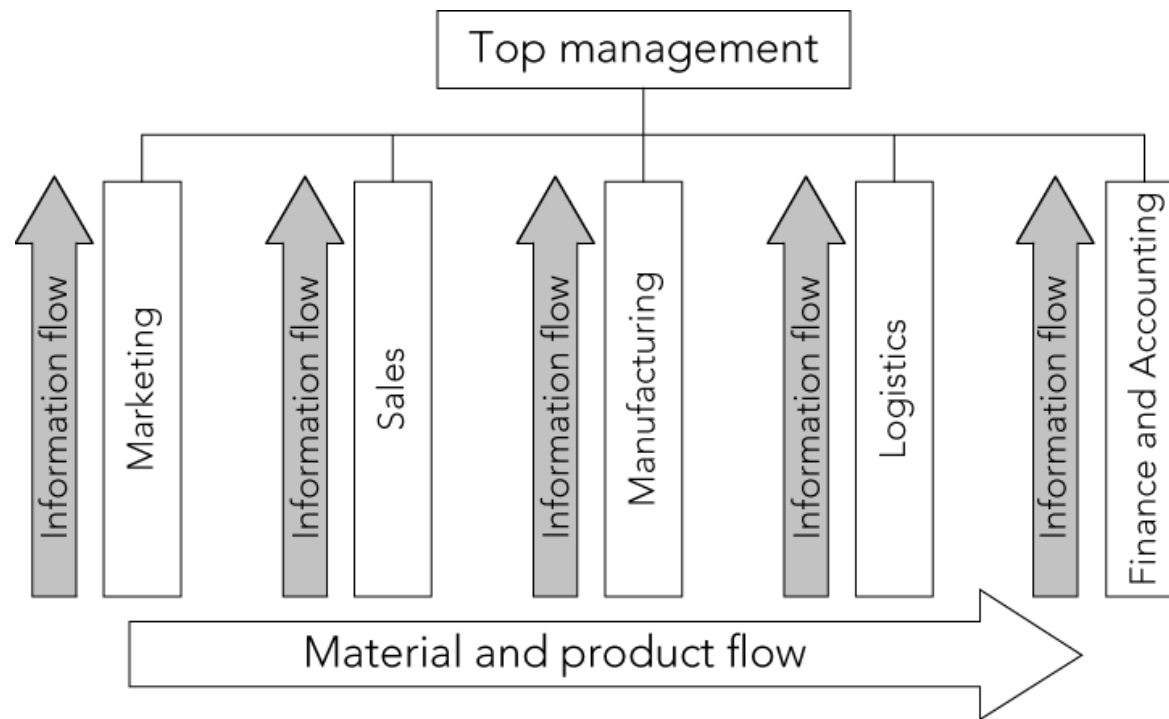 Top management
Information flow
Marketing
Information flow
Sales
Information flow
Manufacturing
Information flow
Logistics
Information flow
Finance and Accounting
Material and product flow